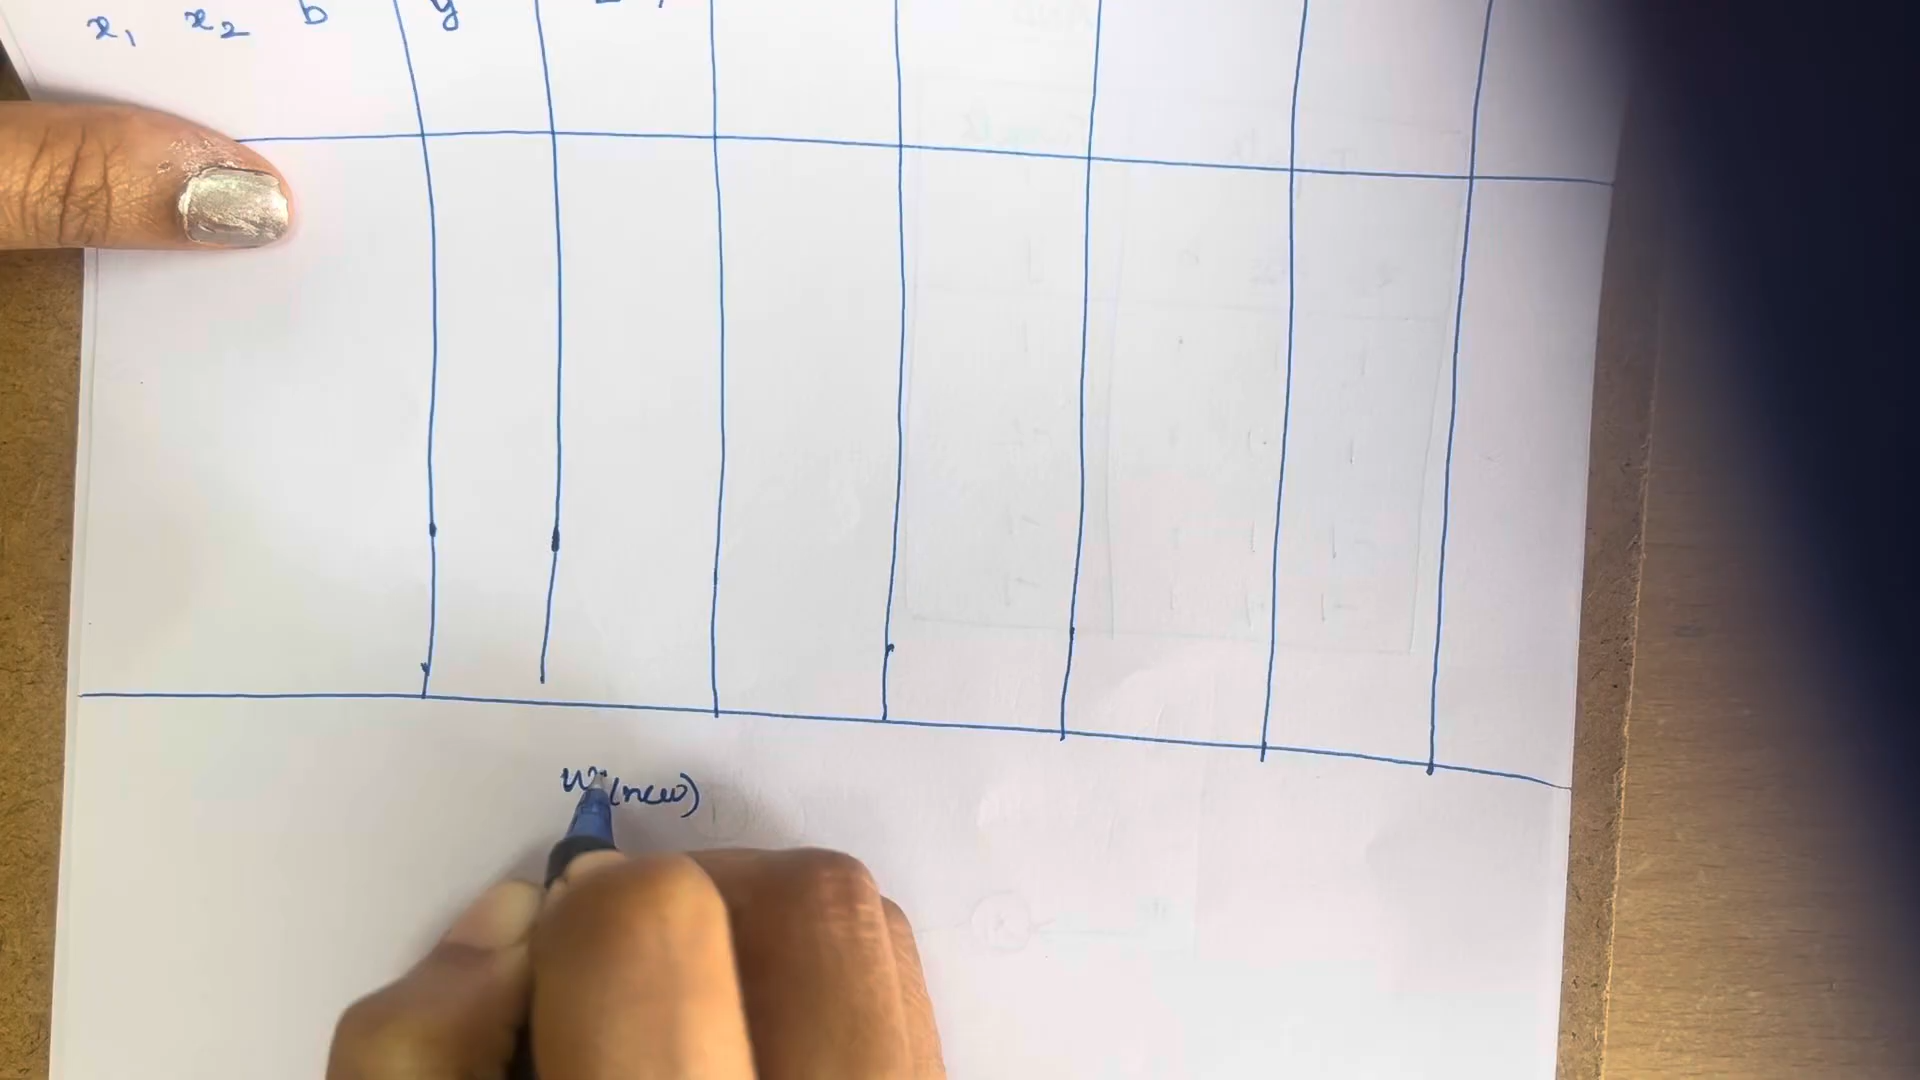 x₁ x₂ b y
wᵢ(new)